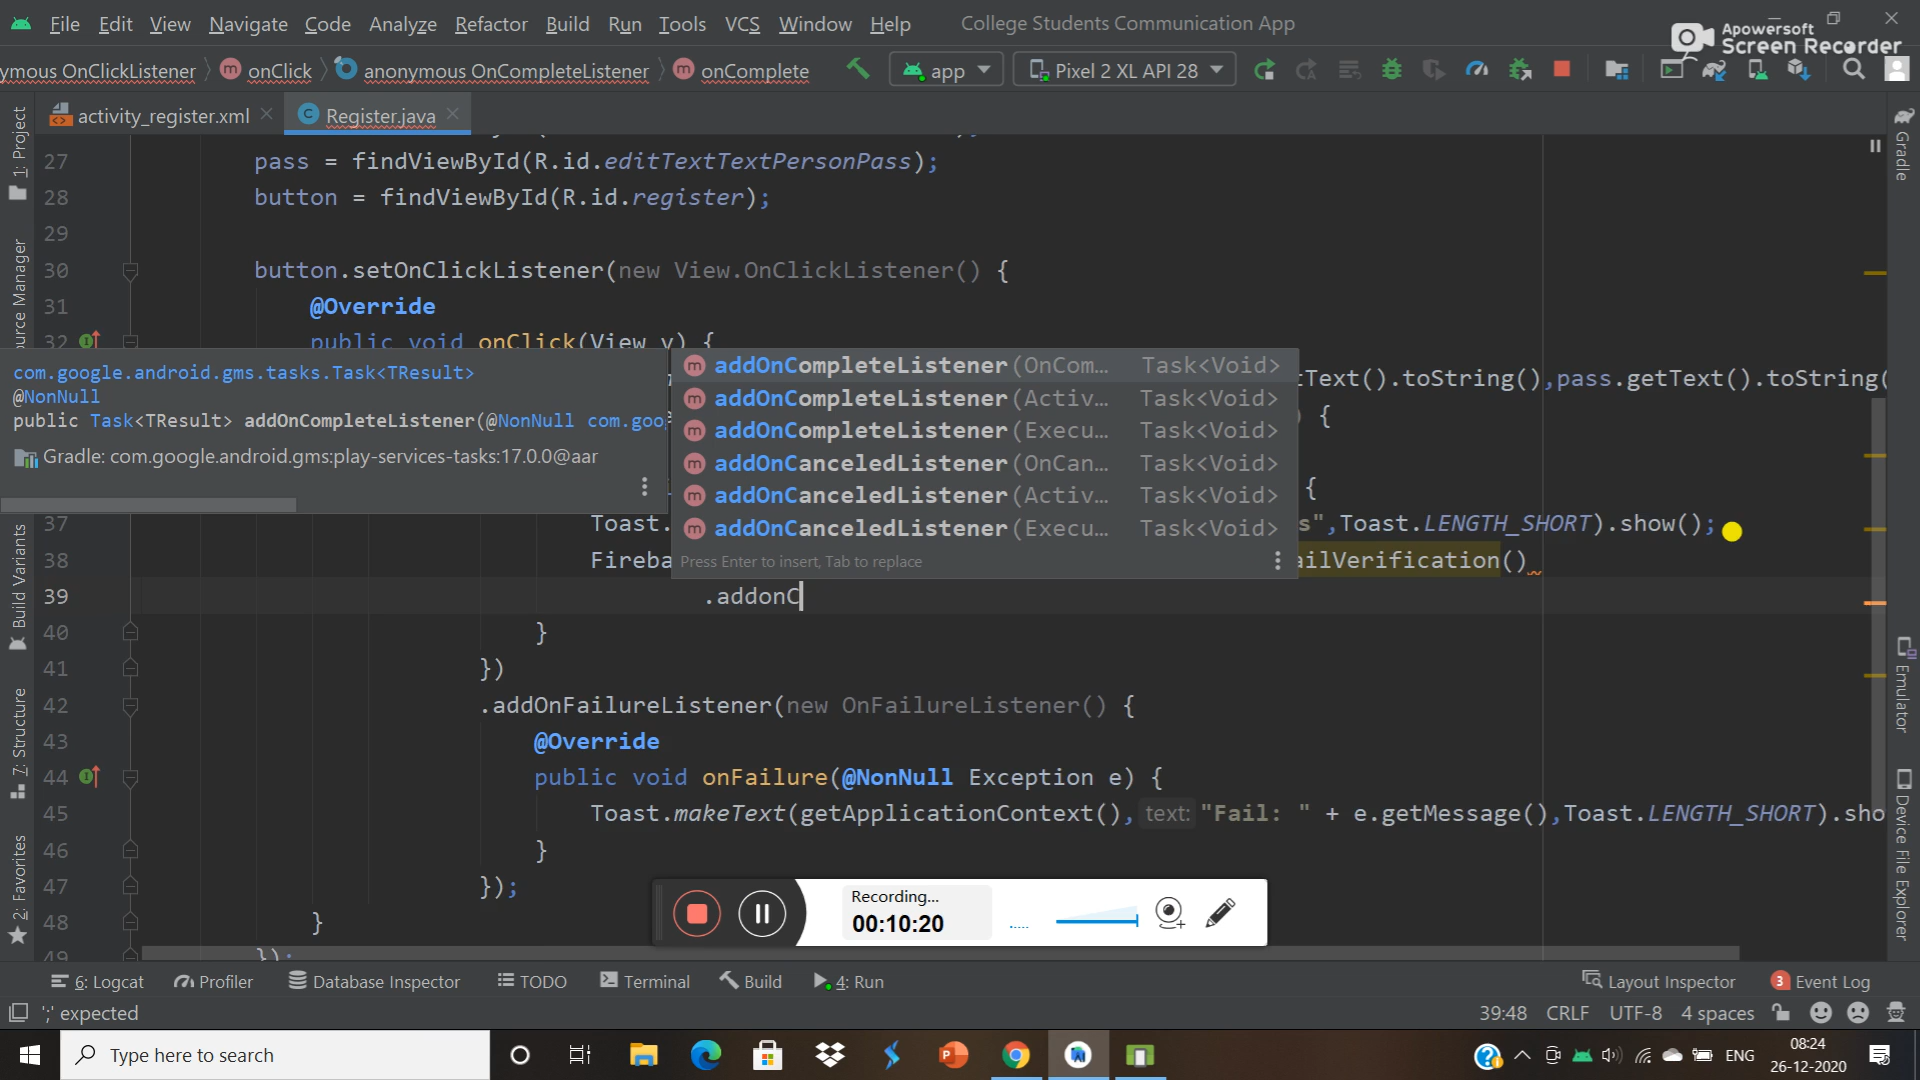 File Edit View Navigate Code Analyze Refactor Build Run Tools VCS Window Help College Students Communication App
Apowersoft
Screen Recorder
ymous OnClickListener onClick anonymous OnCompleteListener onComplete app Pixel 2 XL API 28
activity_register.xml Register.java
27 pass = findViewById(R.id.editTextTextPersonPass);
28 button = findViewById(R.id.register);
29
30 button.setOnClickListener(new View.OnClickListener() {
31 @Override
32 public void onClick(View v) {
com.google.android.gms.tasks.Task<TResult>
@NonNull
public Task<TResult> addOnCompleteListener(@NonNull com.goo
Gradle: com.google.android.gms:play-services-tasks:17.0.0@aar
addOnCompleteListener(OnCom... Task<Void>
addOnCompleteListener(Activ... Task<Void>
addOnCompleteListener(Execu... Task<Void>
addOnCanceledListener(OnCan... Task<Void>
addOnCanceledListener(Activ... Task<Void>
addOnCanceledListener(Execu... Task<Void>
Press Enter to insert, Tab to replace
tText().toString(),pass.getText().toString(
) {
{
37 Toast. s",Toast.LENGTH_SHORT).show();
38 Fireba ailVerification()
39 .addonC
40 }
41 })
42 .addOnFailureListener(new OnFailureListener() {
43 @Override
44 public void onFailure(@NonNull Exception e) {
45 Toast.makeText(getApplicationContext(), text: "Fail: " + e.getMessage(),Toast.LENGTH_SHORT).sho
46 }
47 });
48 }
49 });
1: Project
ource Manager
Build Variants
7: Structure
2: Favorites
Gradle
Emulator
Device File Explorer
Recording...
00:10:20
6: Logcat Profiler Database Inspector TODO Terminal Build 4: Run Layout Inspector 3 Event Log
';' expected 39:48 CRLF UTF-8 4 spaces
Type here to search ENG 08:24
26-12-2020